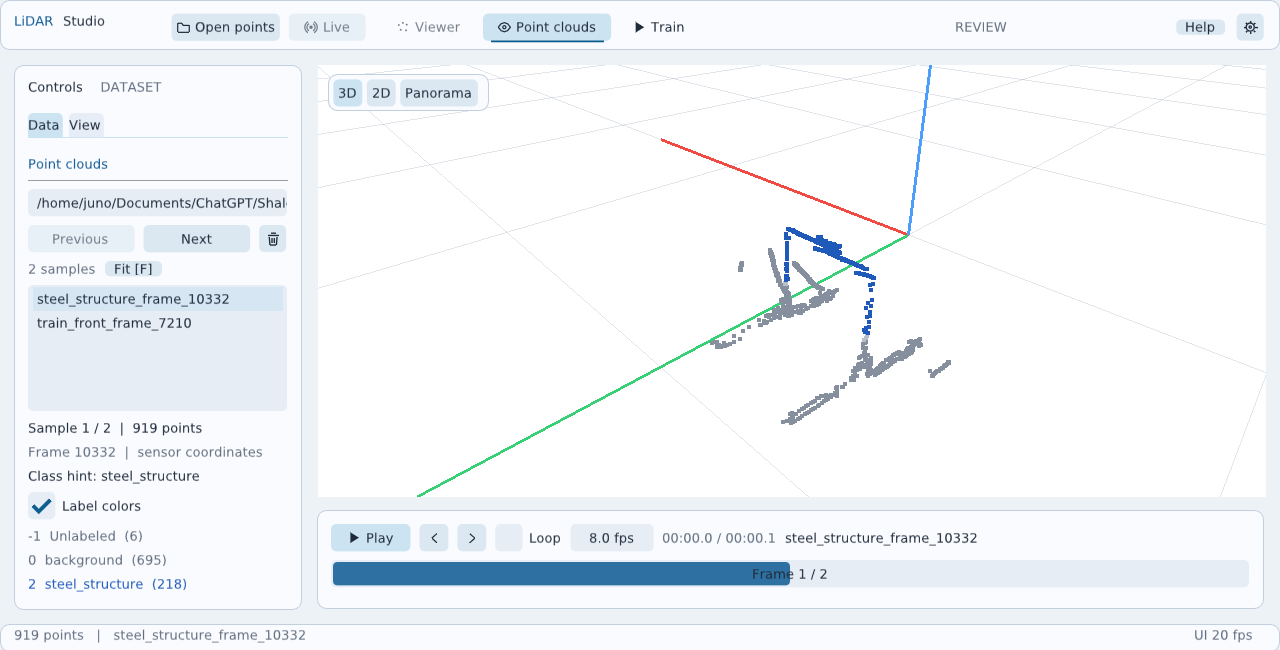 LiDAR Studio
Open points
Live
Viewer
Point clouds
Train
REVIEW
Help
Controls DATASET
Data View
Point clouds
/home/juno/Documents/ChatGPT/Shal
Previous
Next
2 samples Fit [F]
steel_structure_frame_10332
train_front_frame_7210
Sample 1 / 2 | 919 points
Frame 10332 | sensor coordinates
Class hint: steel_structure
Label colors
-1 Unlabeled (6)
0 background (695)
2 steel_structure (218)
3D 2D Panorama
Play < > Loop 8.0 fps 00:00.0 / 00:00.1 steel_structure_frame_10332
Frame 1 / 2
919 points | steel_structure_frame_10332
UI 20 fps